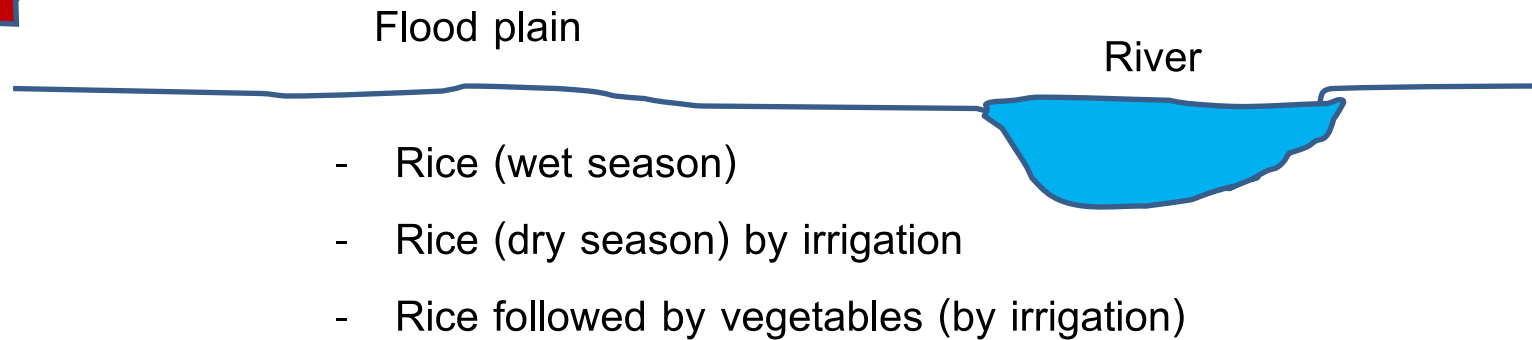 Flood plain
River
- Rice (wet season)
- Rice (dry season) by irrigation
- Rice followed by vegetables (by irrigation)